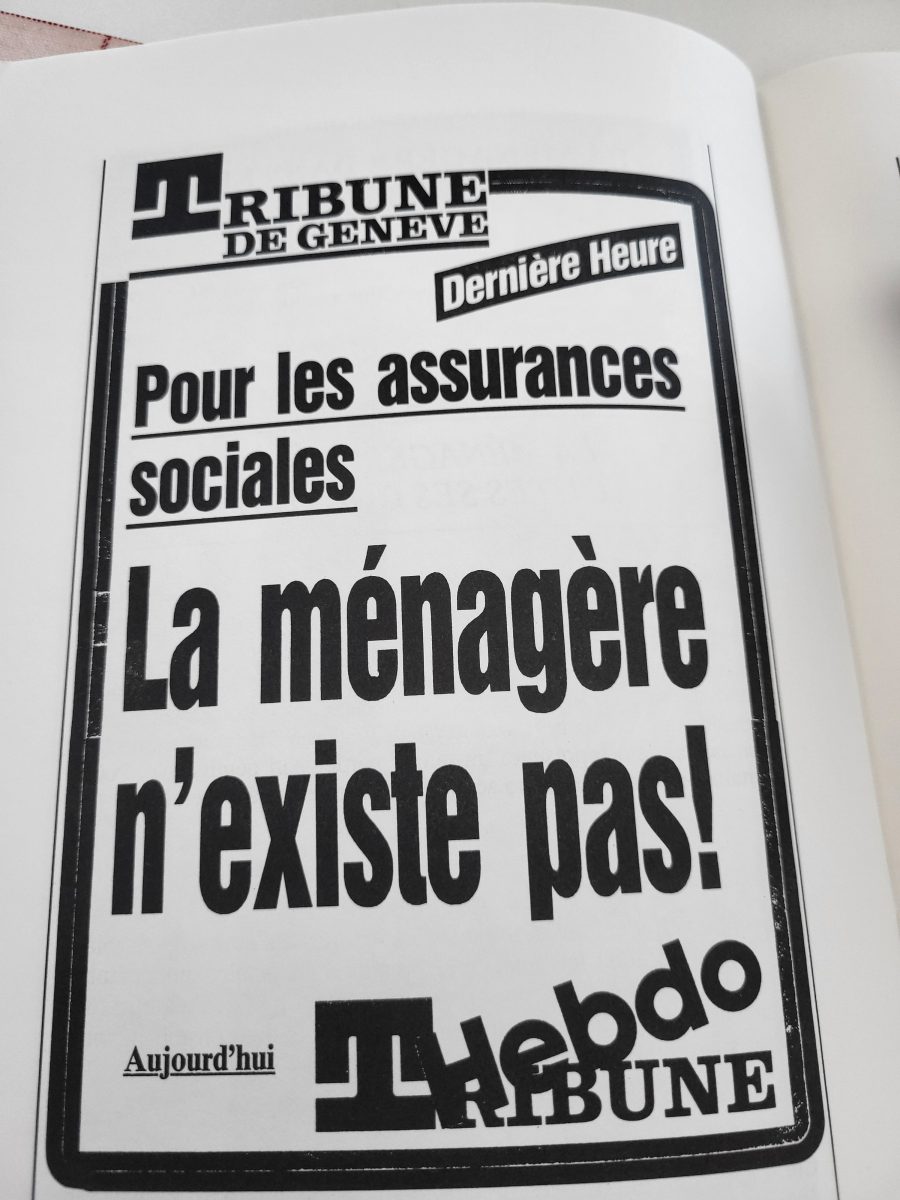 TRIBUNE
DE GENEVE
Dernière Heure
Pour les assurances
sociales
La ménagère
n'existe pas!
Aujourd'hui
Hebdo
TRIBUNE